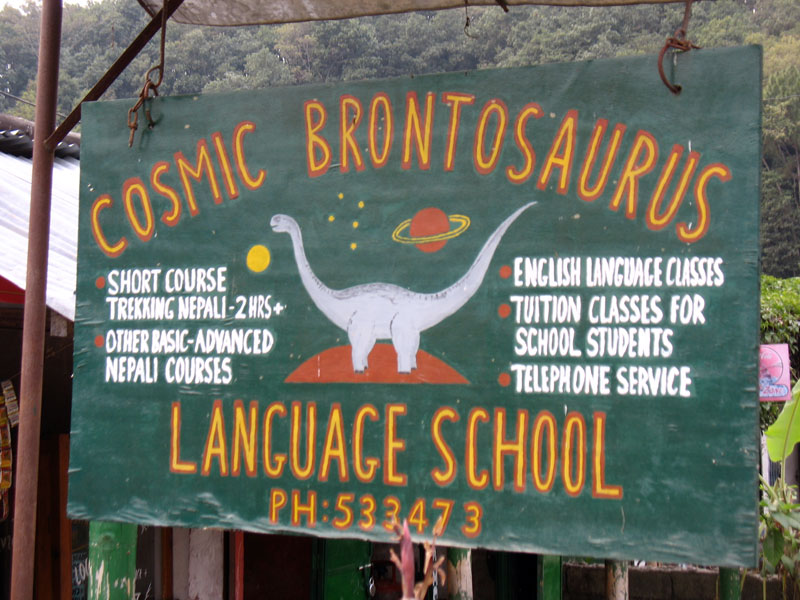 COSMIC BRONTOSAURUS
• SHORT COURSE
TREKKING NEPALI - 2 HRS+
• OTHER BASIC-ADVANCED
NEPALI COURSES
• ENGLISH LANGUAGE CLASSES
• TUITION CLASSES FOR
SCHOOL STUDENTS
• TELEPHONE SERVICE
LANGUAGE SCHOOL
PH: 533473